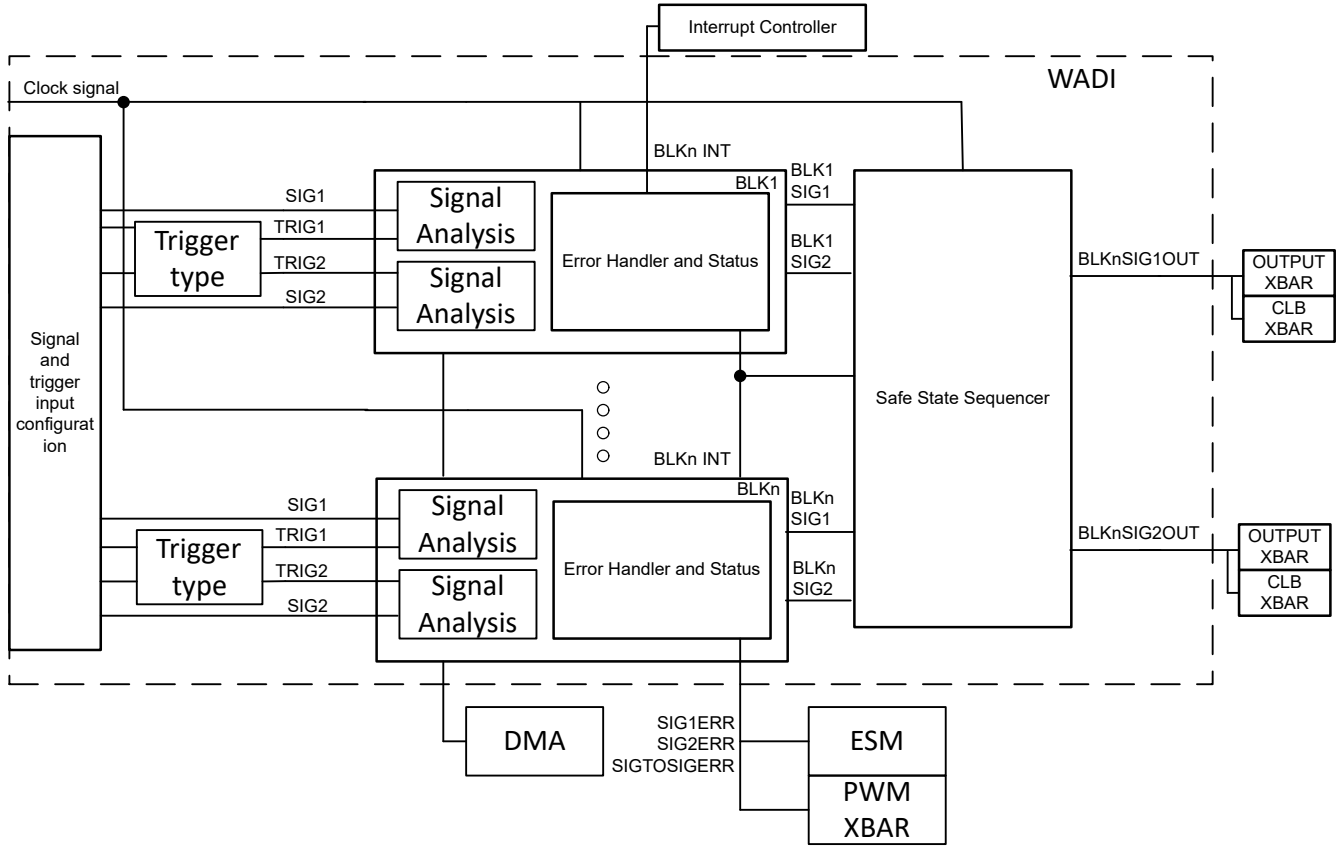 Interrupt Controller
WADI
Clock signal
BLKn INT
BLK1
BLK1
SIG1
SIG1
Signal
Analysis
Trigger
type
TRIG1
TRIG2
SIG2
Signal
Analysis
Error Handler and Status
BLK1
SIG2
BLKnSIG1OUT
OUTPUT
XBAR
CLB
XBAR
Signal
and
trigger
input
configurat
ion
Safe State Sequencer
BLKn INT
BLKn
BLKn
SIG1
SIG1
Signal
Analysis
Trigger
type
TRIG1
TRIG2
SIG2
Signal
Analysis
Error Handler and Status
BLKn
SIG2
BLKnSIG2OUT
OUTPUT
XBAR
CLB
XBAR
DMA
SIG1ERR
SIG2ERR
SIGTOSIGERR
ESM
PWM
XBAR